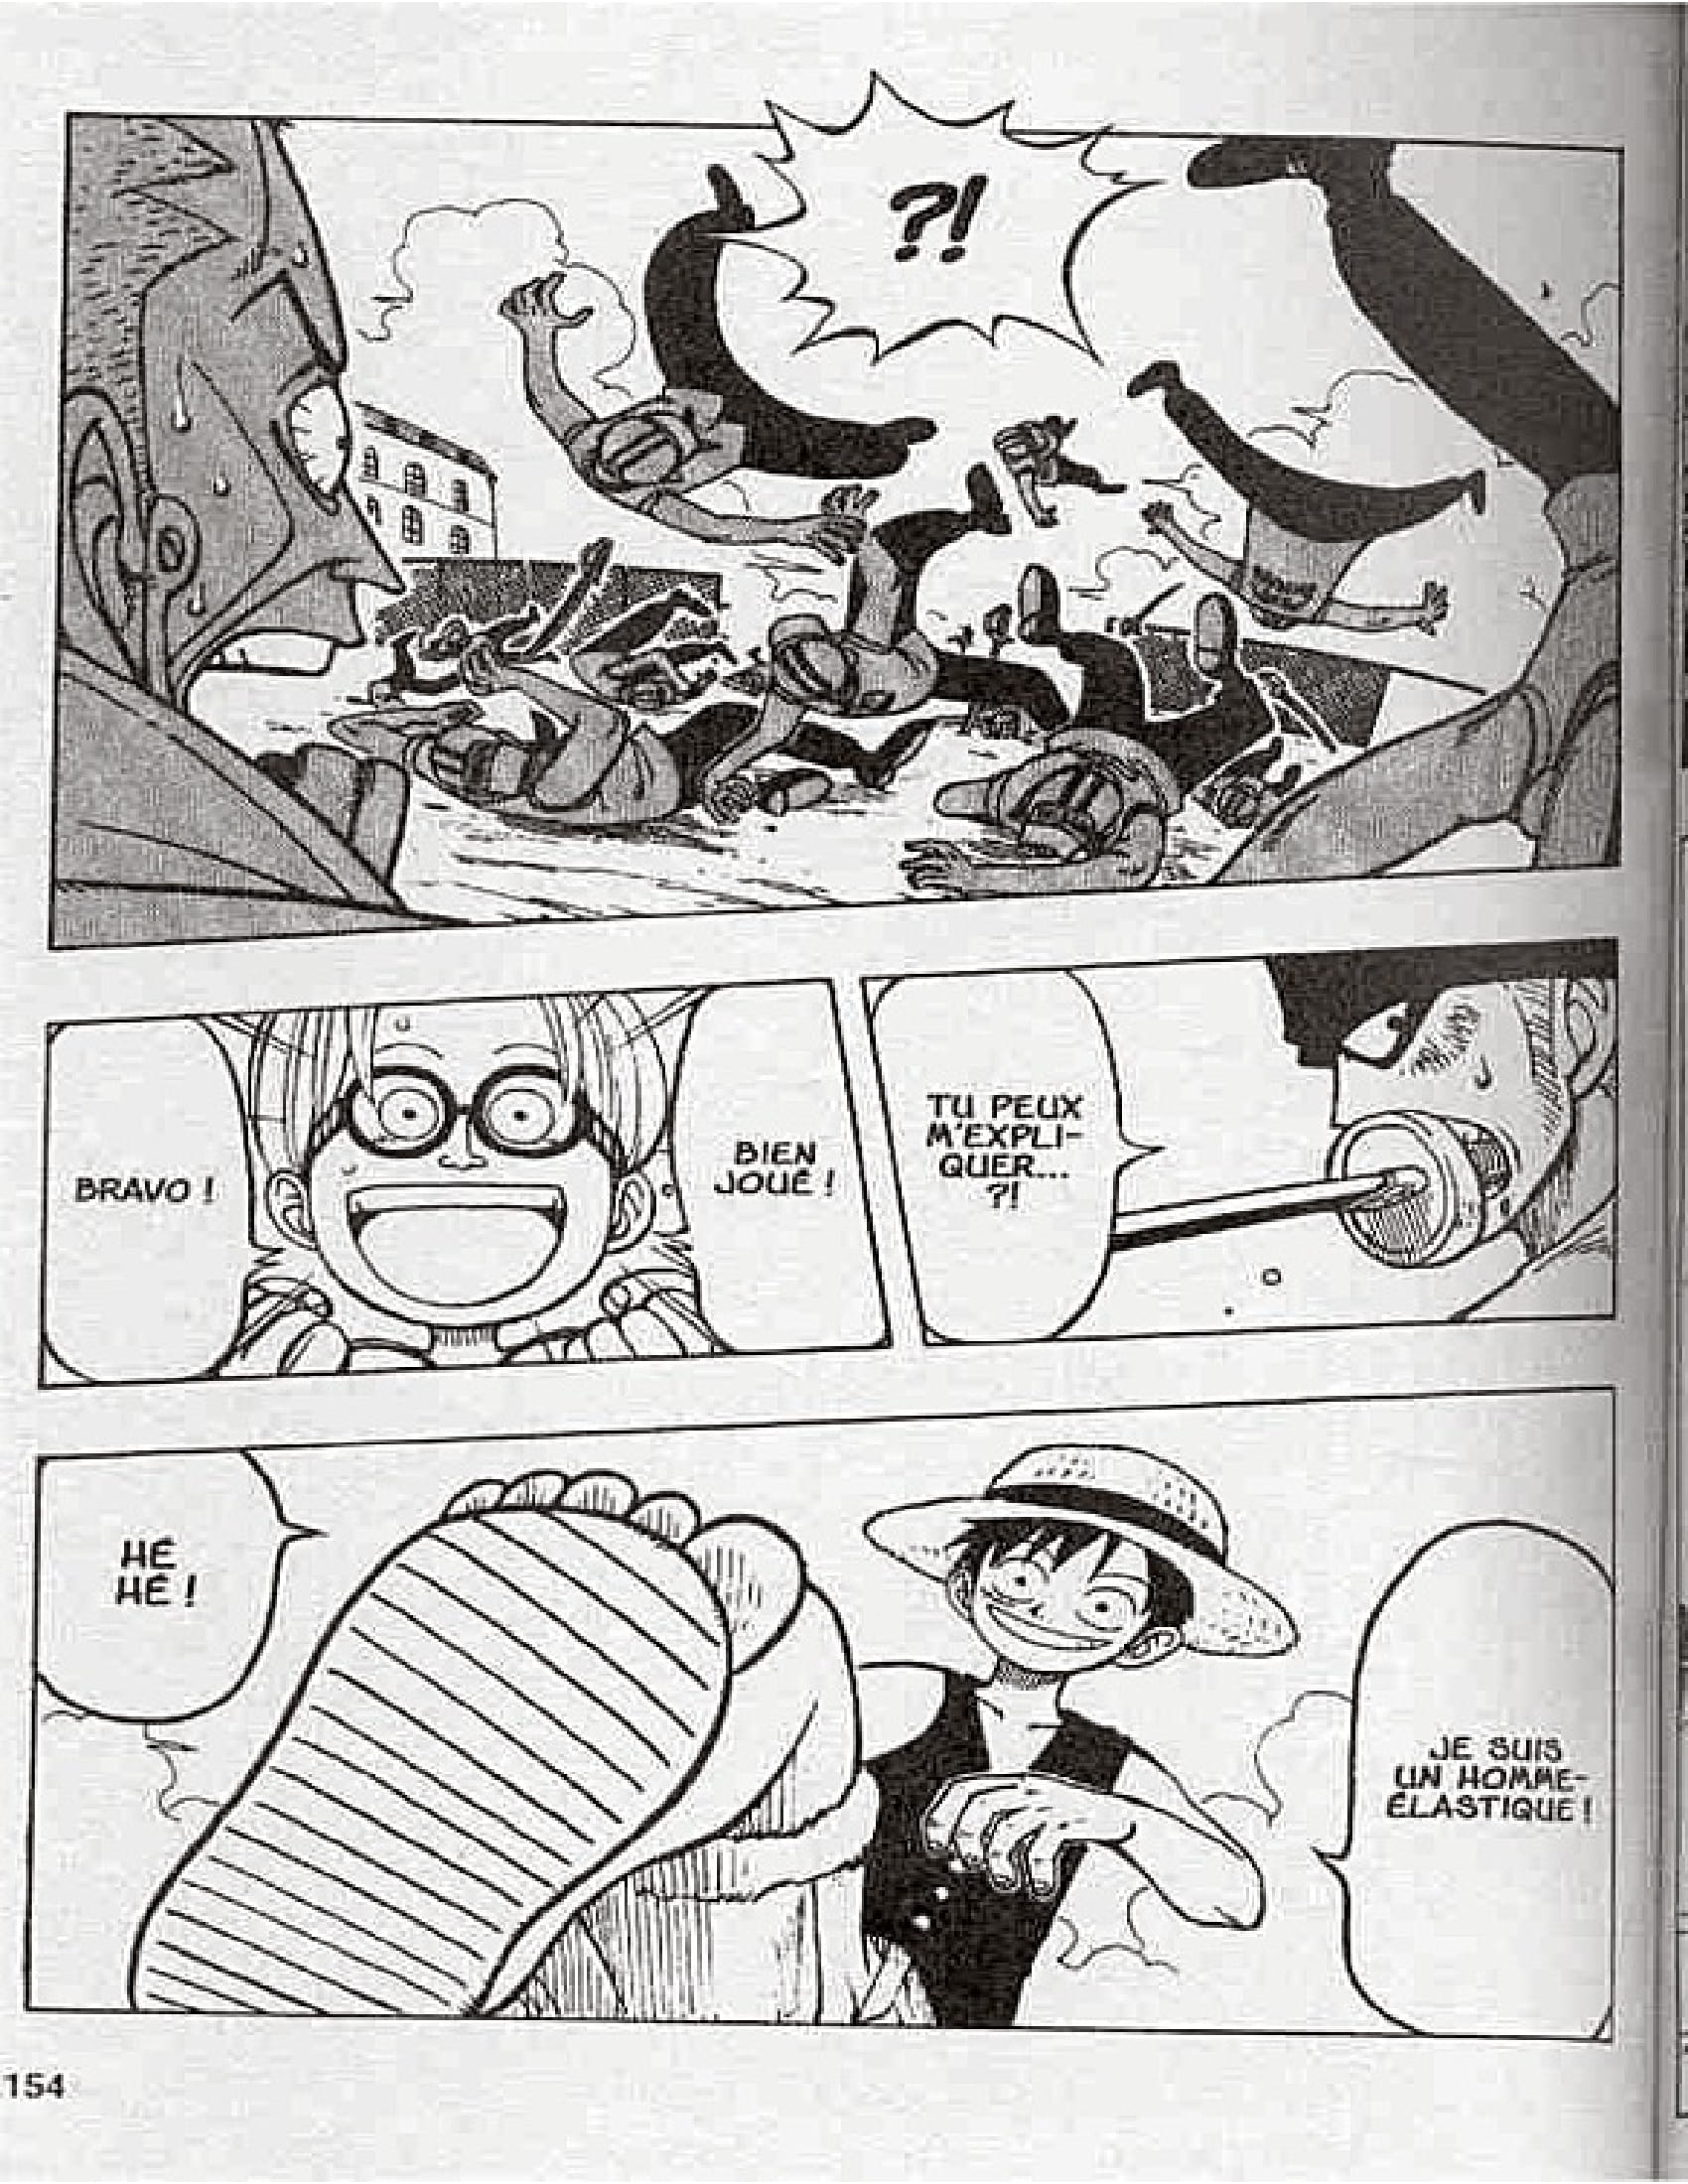 ?!
TU PEUX
M'EXPLI-
QUER...
?!
BIEN
JOUÉ !
BRAVO !
JE SUIS
UN HOMME-
ÉLASTIQUE !
HÉ
HÉ !
154